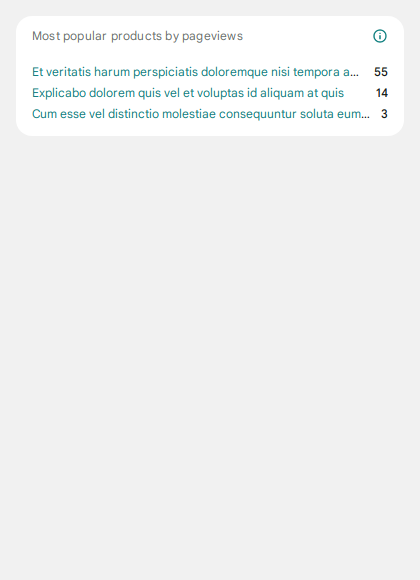 Most popular products by pageviews
Et veritatis harum perspiciatis doloremque nisi tempora a... 55
Explicabo dolorem quis vel et voluptas id aliquam at quis 14
Cum esse vel distinctio molestiae consequuntur soluta eum... 3